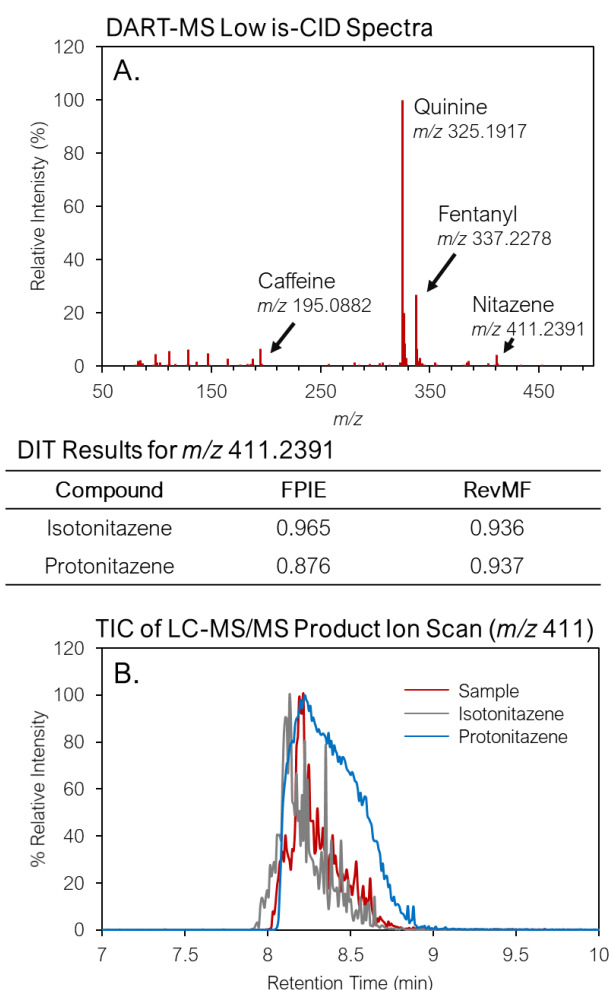 DART-MS Low is-CID Spectra
A.
Relative Intenisty (%)
120
100
80
60
40
20
0
Quinine
m/z 325.1917
Fentanyl
m/z 337.2278
Caffeine
m/z 195.0882
Nitazene
m/z 411.2391
50 150 250 350 450
m/z
DIT Results for m/z 411.2391
Compound FPIE RevMF
Isotonitazene 0.965 0.936
Protonitazene 0.876 0.937
TIC of LC-MS/MS Product Ion Scan (m/z 411)
B.
% Relative Intensity
120
100
80
60
40
20
0
Sample
Isotonitazene
Protonitazene
7 7.5 8 8.5 9 9.5 10
Retention Time (min)